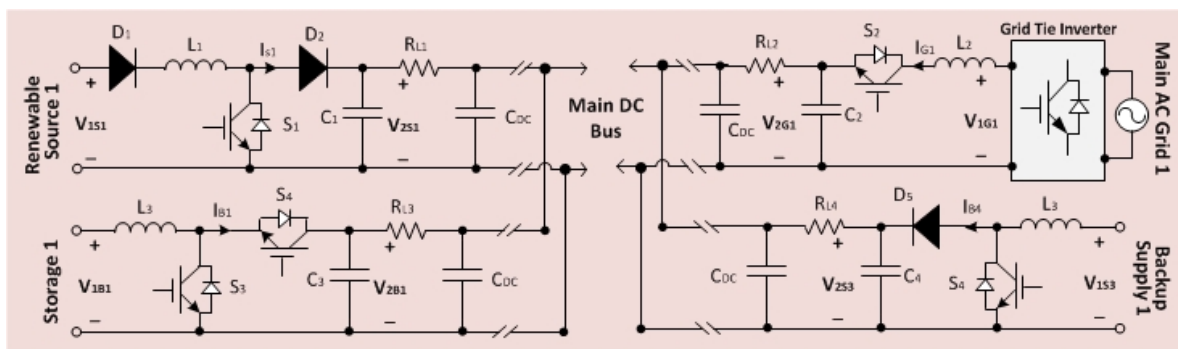 Renewable
Source 1
V1S1
+
–
D1
L1
IS1
D2
S1
C1
RL1
+
V2S1
–
CDC
Main DC
Bus
CDC
RL2
+
V2G1
–
C2
S2
IG1
L2
+
V1G1
–
Grid Tie Inverter
Main AC Grid 1
Storage 1
+
V1B1
–
L3
IB1
S3
S4
C3
RL3
+
V2B1
–
CDC
CDC
RL4
+
V2S3
–
C4
D5
IB4
S4
L3
+
V1S3
–
Backup
Supply 1